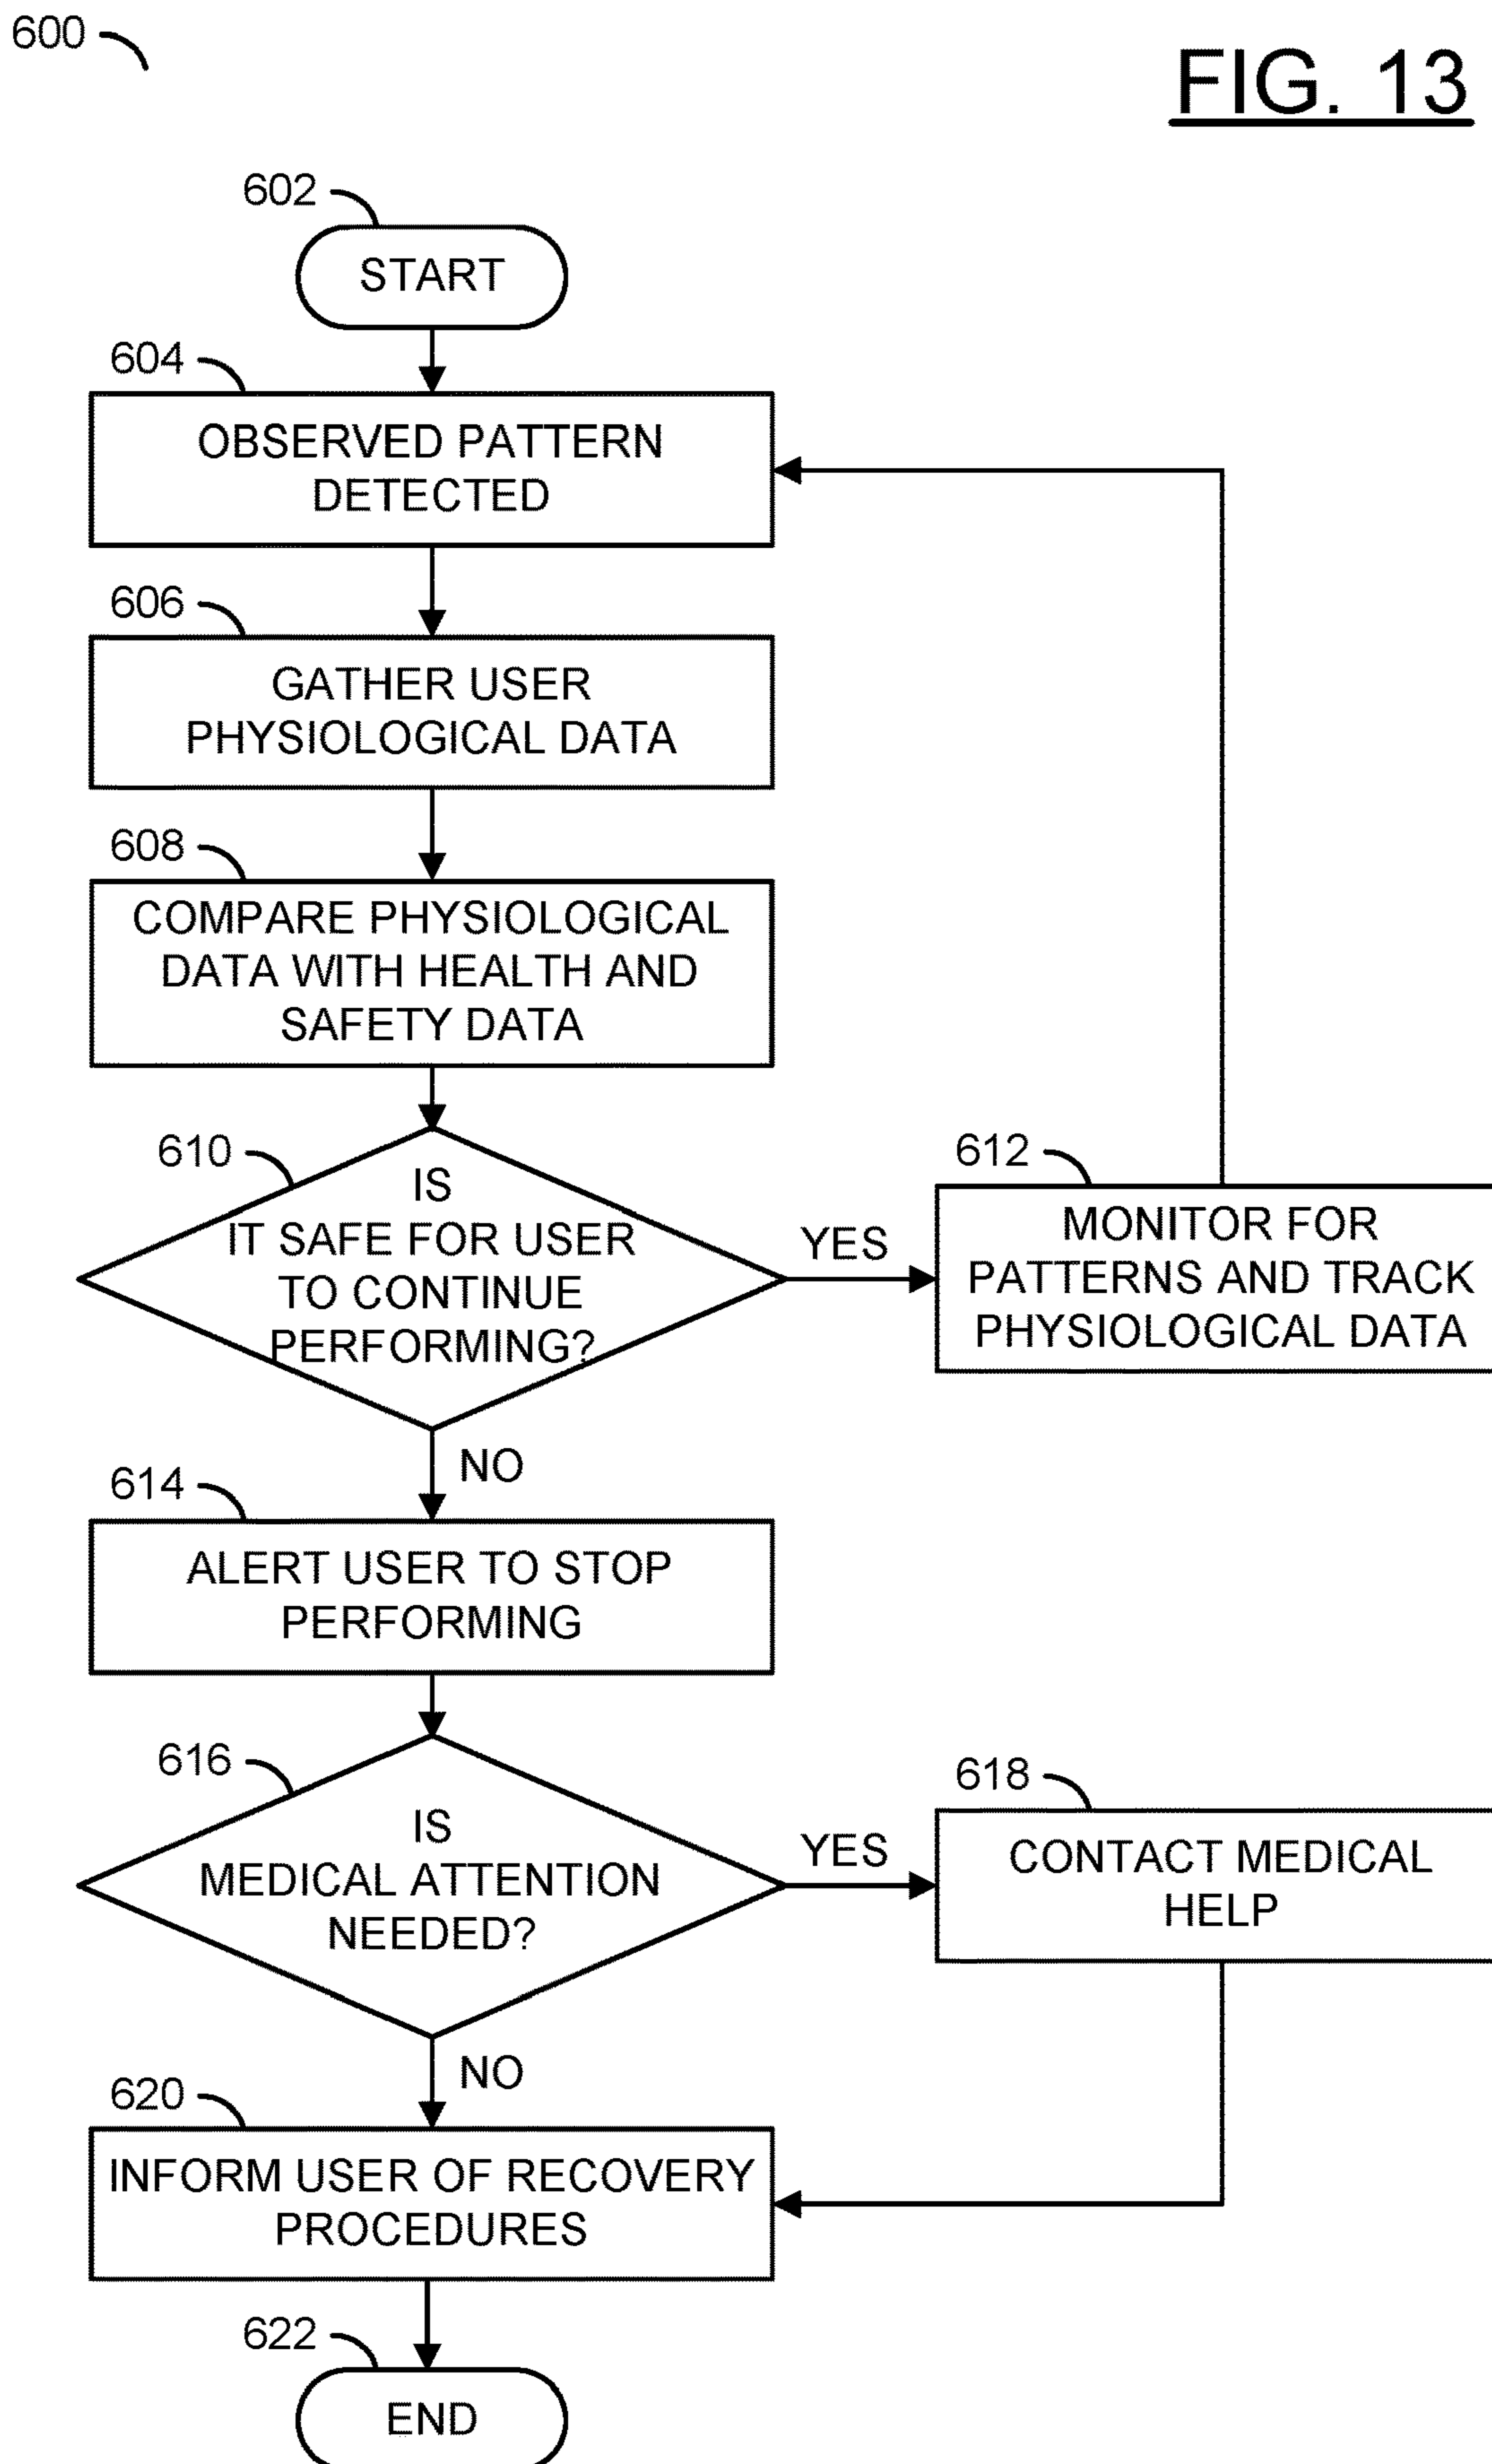 600
FIG. 13
602
START
604
OBSERVED PATTERN
DETECTED
606
GATHER USER
PHYSIOLOGICAL DATA
608
COMPARE PHYSIOLOGICAL
DATA WITH HEALTH AND
SAFETY DATA
610
IS
IT SAFE FOR USER
TO CONTINUE
PERFORMING?
YES
612
MONITOR FOR
PATTERNS AND TRACK
PHYSIOLOGICAL DATA
NO
614
ALERT USER TO STOP
PERFORMING
616
IS
MEDICAL ATTENTION
NEEDED?
YES
618
CONTACT MEDICAL
HELP
NO
620
INFORM USER OF RECOVERY
PROCEDURES
622
END